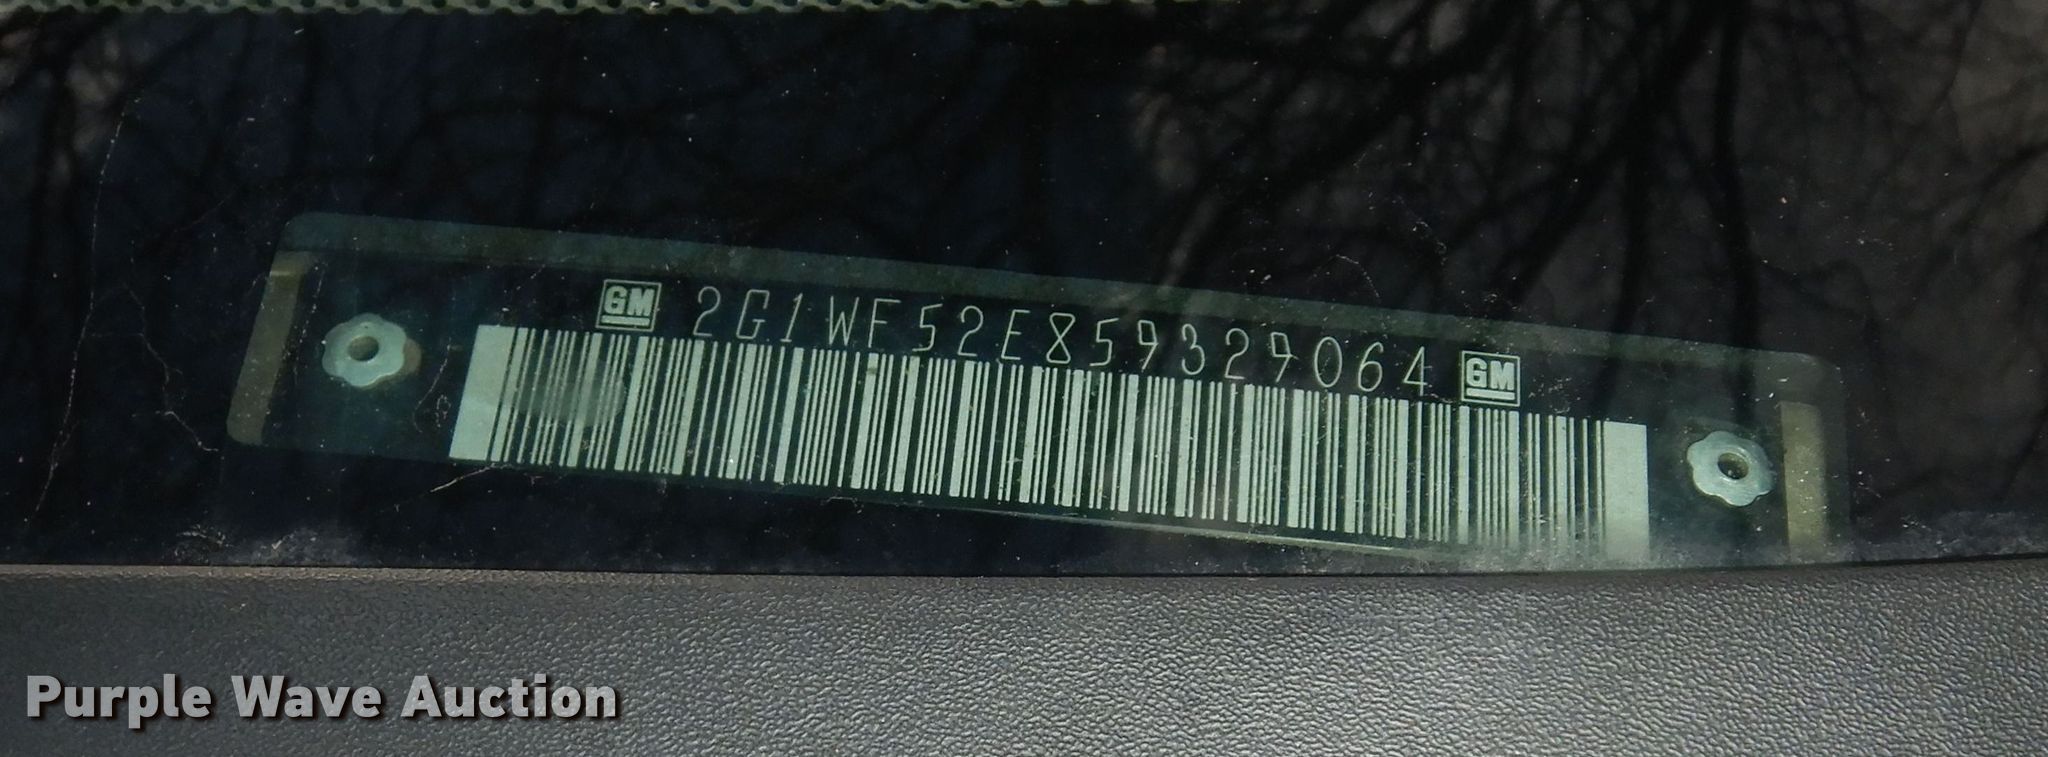 GM 2G1WF52E859329064 GM
Purple Wave Auction